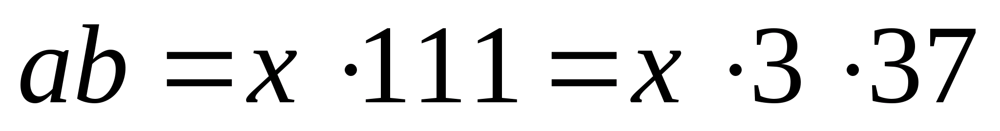 ab = x ·111 = x ·3 ·37